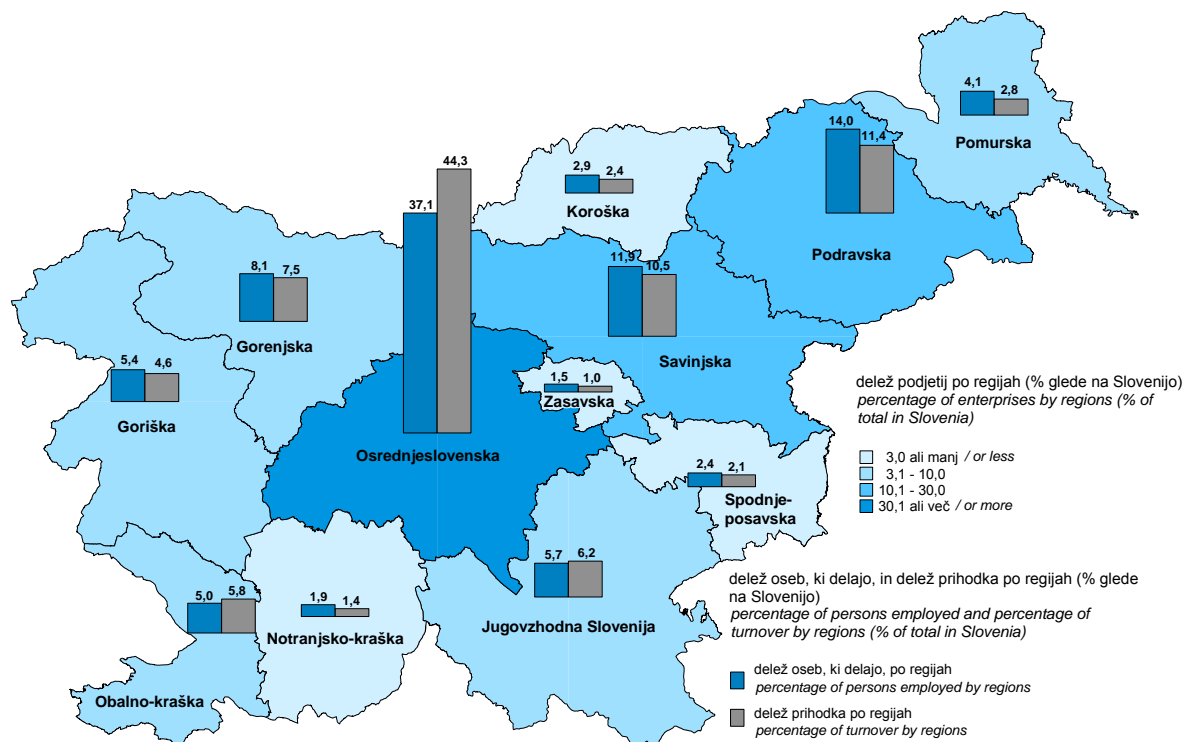 4,1
2,8
Pomurska
14,0
11,4
Podravska
44,3
37,1
Osrednjeslovenska
2,9
2,4
Koroška
8,1
7,5
Gorenjska
11,9
10,5
Savinjska
5,4
4,6
Goriška
1,5
1,0
Zasavska
2,4
2,1
Spodnje-
posavska
5,7
6,2
Jugovzhodna Slovenija
5,0
5,8
Obalno-kraška
1,9
1,4
Notranjsko-kraška
delež podjetij po regijah (% glede na Slovenijo)
percentage of enterprises by regions (% of
total in Slovenia)
3,0 ali manj / or less
3,1 - 10,0
10,1 - 30,0
30,1 ali več / or more
delež oseb, ki delajo, in delež prihodka po regijah (% glede
na Slovenijo)
percentage of persons employed and percentage of
turnover by regions (% of total in Slovenia)
delež oseb, ki delajo, po regijah
percentage of persons employed by regions
delež prihodka po regijah
percentage of turnover by regions